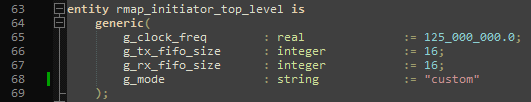 63 entity rmap_initiator_top_level is
64 generic(
65 g_clock_freq : real := 125_000_000.0;
66 g_tx_fifo_size : integer := 16;
67 g_rx_fifo_size : integer := 16;
68 g_mode : string := "custom"
69 );